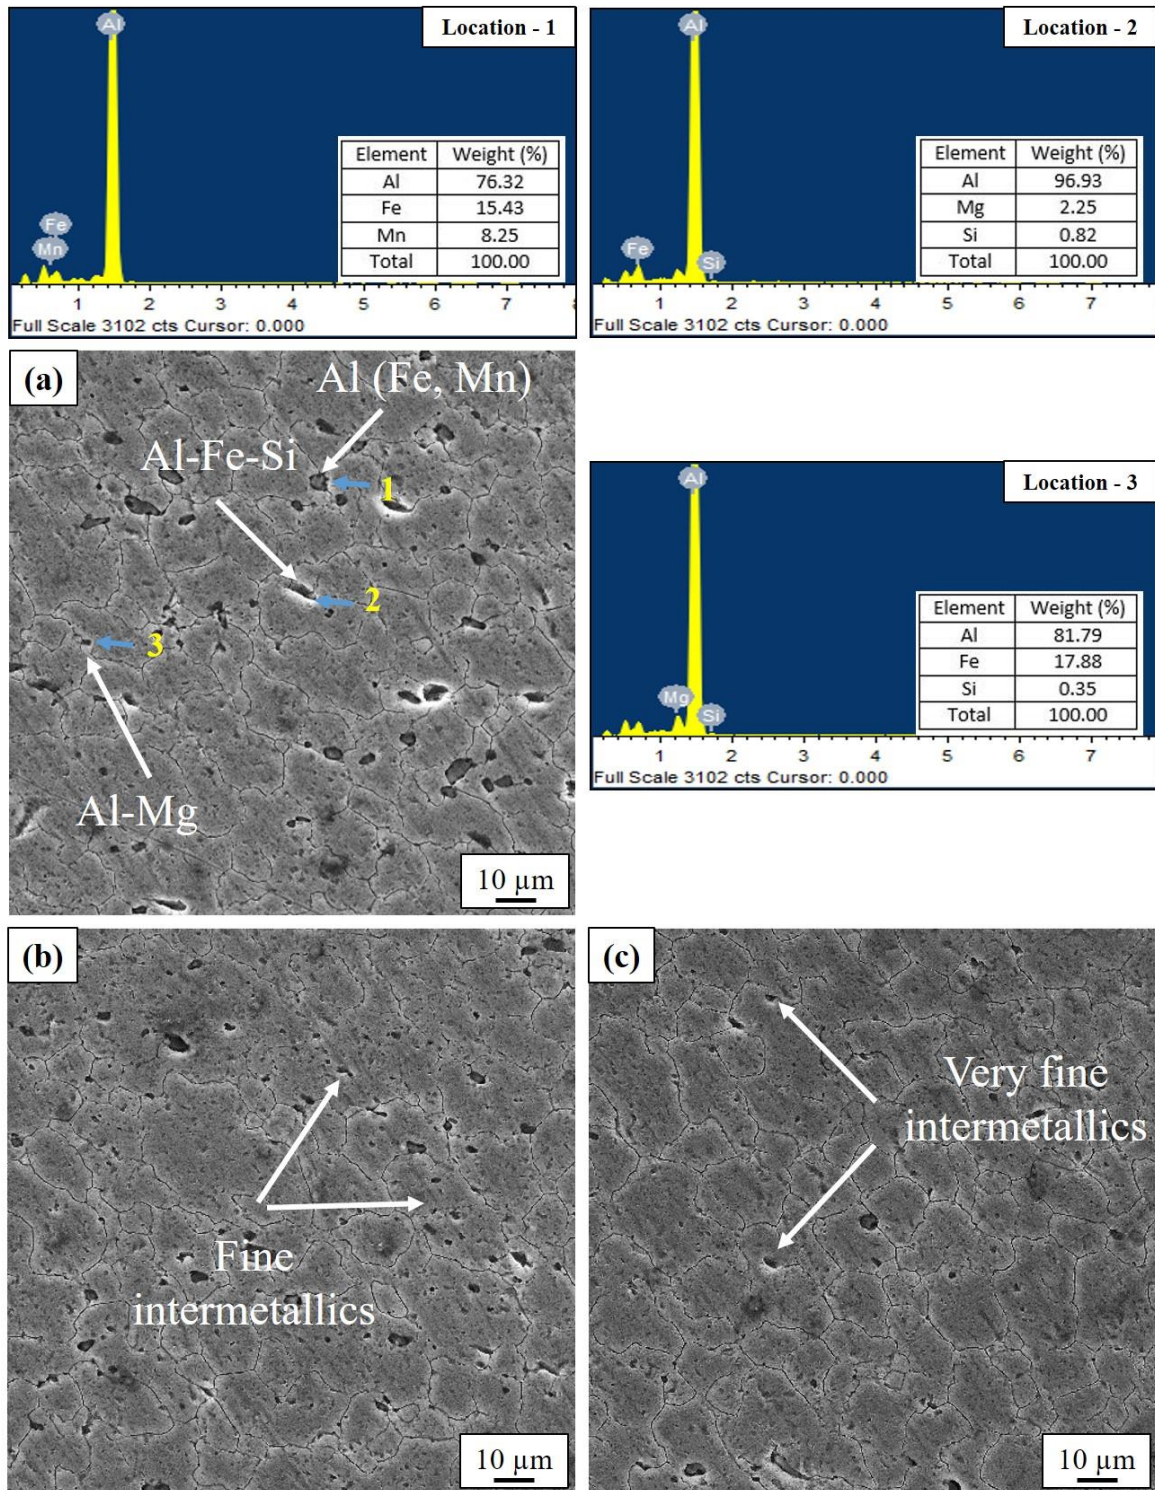 Al
Location - 1
Fe
Mn
Element Weight (%)
Al 76.32
Fe 15.43
Mn 8.25
Total 100.00
1 2 3 4 5 6 7 8
Full Scale 3102 cts Cursor: 0.000
Al
Location - 2
Fe
Si
Element Weight (%)
Al 96.93
Mg 2.25
Si 0.82
Total 100.00
1 2 3 4 5 6 7
Full Scale 3102 cts Cursor: 0.000
(a)
Al (Fe, Mn)
Al-Fe-Si
1
2
3
Al-Mg
10 µm
Al
Location - 3
Mg
Si
Element Weight (%)
Al 81.79
Fe 17.88
Si 0.35
Total 100.00
1 2 3 4 5 6 7
Full Scale 3102 cts Cursor: 0.000
(b)
Fine
intermetallics
10 µm
(c)
Very fine
intermetallics
10 µm